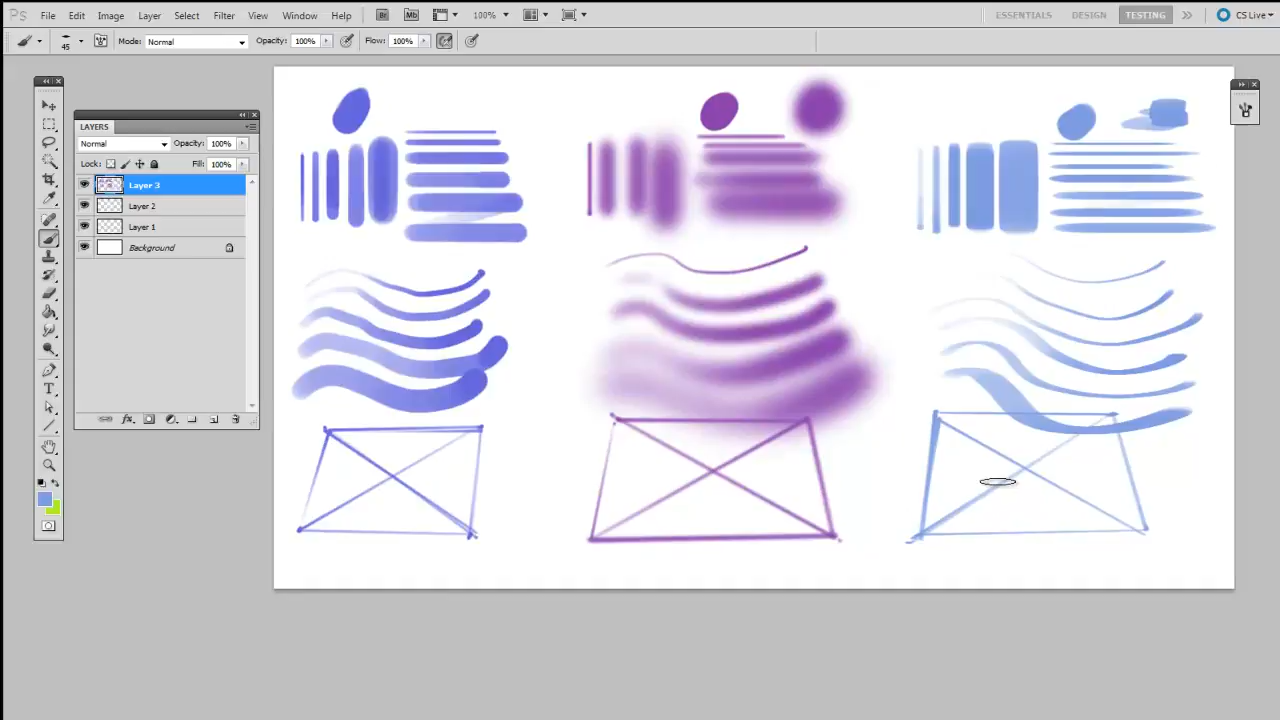 Ps File Edit Image Layer Select Filter View Window Help Br Mb 100% ESSENTIALS DESIGN TESTING CS Live
45 Mode: Normal Opacity: 100% Flow: 100%
LAYERS
Normal Opacity: 100%
Lock: Fill: 100%
Layer 3
Layer 2
Layer 1
Background
fx
T